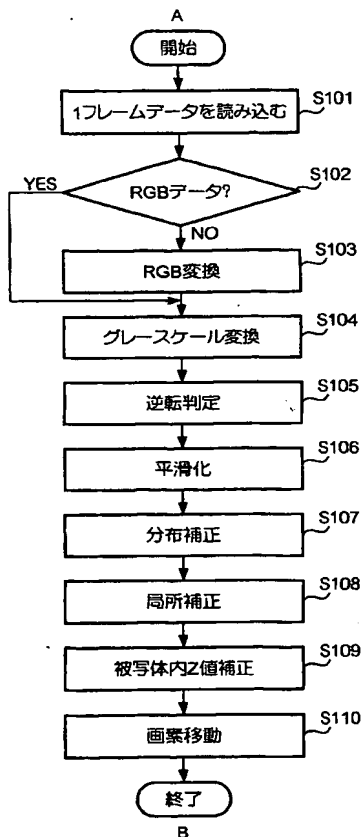 A
開始
S101
1フレームデータを読み込む
S102
YES
RGBデータ?
NO
S103
RGB変換
S104
グレースケール変換
S105
逆転判定
S106
平滑化
S107
分布補正
S108
局所補正
S109
被写体内Z値補正
S110
画素移動
終了
B